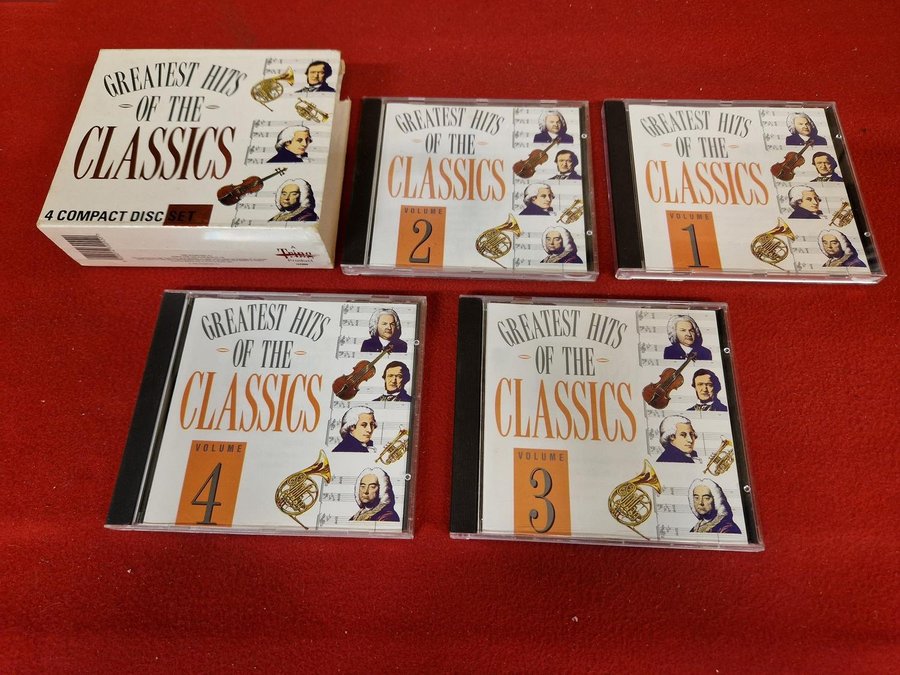 GREATEST HITS
OF THE
CLASSICS
4 COMPACT DISC SET
GREATEST HITS
OF THE
CLASSICS
VOLUME
2
GREATEST HITS
OF THE
CLASSICS
VOLUME
1
GREATEST HITS
OF THE
CLASSICS
VOLUME
4
GREATEST HITS
OF THE
CLASSICS
VOLUME
3